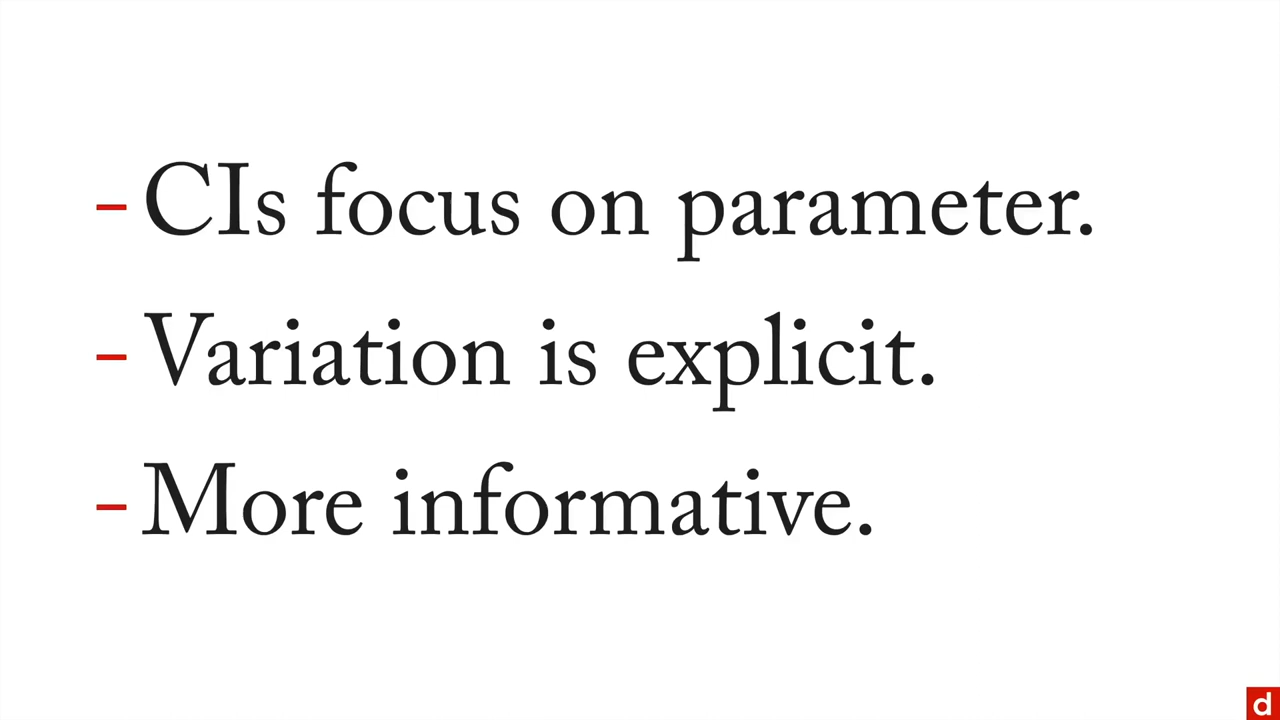 - CIs focus on parameter.
- Variation is explicit.
- More informative.
d